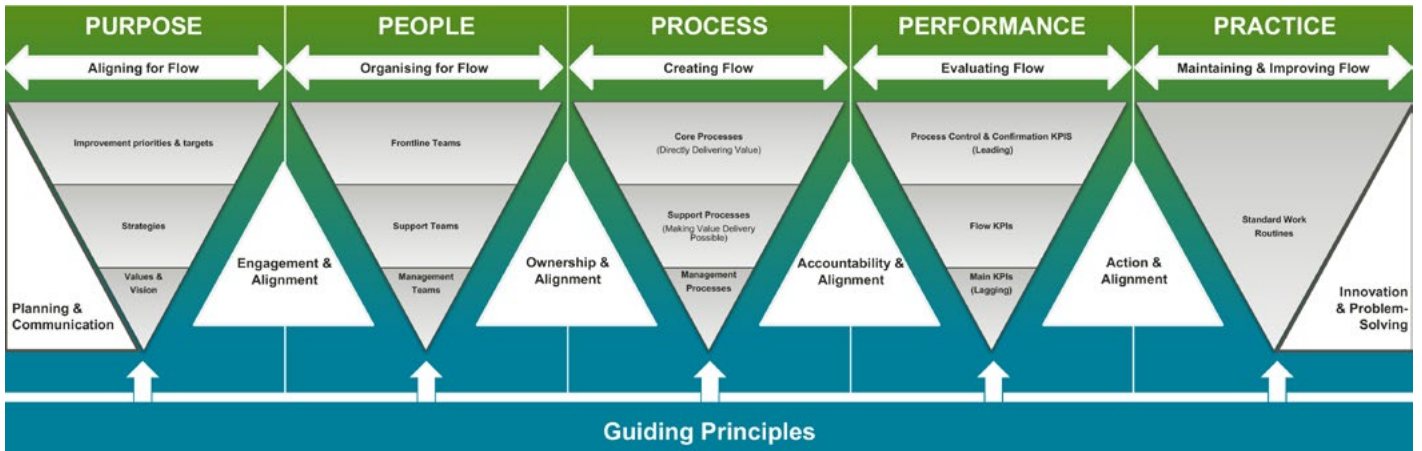 PURPOSE
PEOPLE
PROCESS
PERFORMANCE
PRACTICE
Aligning for Flow
Organising for Flow
Creating Flow
Evaluating Flow
Maintaining & Improving Flow
Improvement priorities & targets
Strategies
Values &
Vision
Planning &
Communication
Engagement &
Alignment
Frontline Teams
Support Teams
Management
Teams
Ownership &
Alignment
Core Processes
(Directly Delivering Value)
Support Processes
(Making Value Delivery
Possible)
Management
Processes
Accountability &
Alignment
Process Control & Confirmation KPIS
(Leading)
Flow KPIs
Main KPIs
(Lagging)
Action &
Alignment
Standard Work
Routines
Innovation
& Problem-
Solving
Guiding Principles